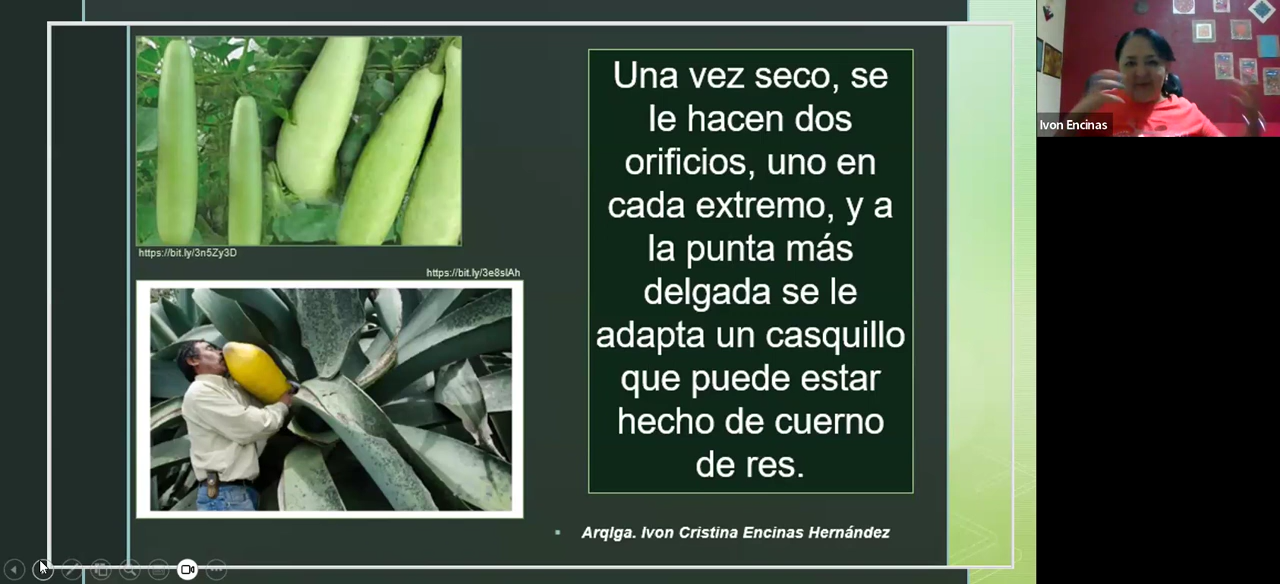 https://bit.ly/3n5Zy3D
https://bit.ly/3e8slAh
Una vez seco, se
le hacen dos
orificios, uno en
cada extremo, y a
la punta más
delgada se le
adapta un casquillo
que puede estar
hecho de cuerno
de res.
Arqlga. Ivon Cristina Encinas Hernández
Ivon Encinas